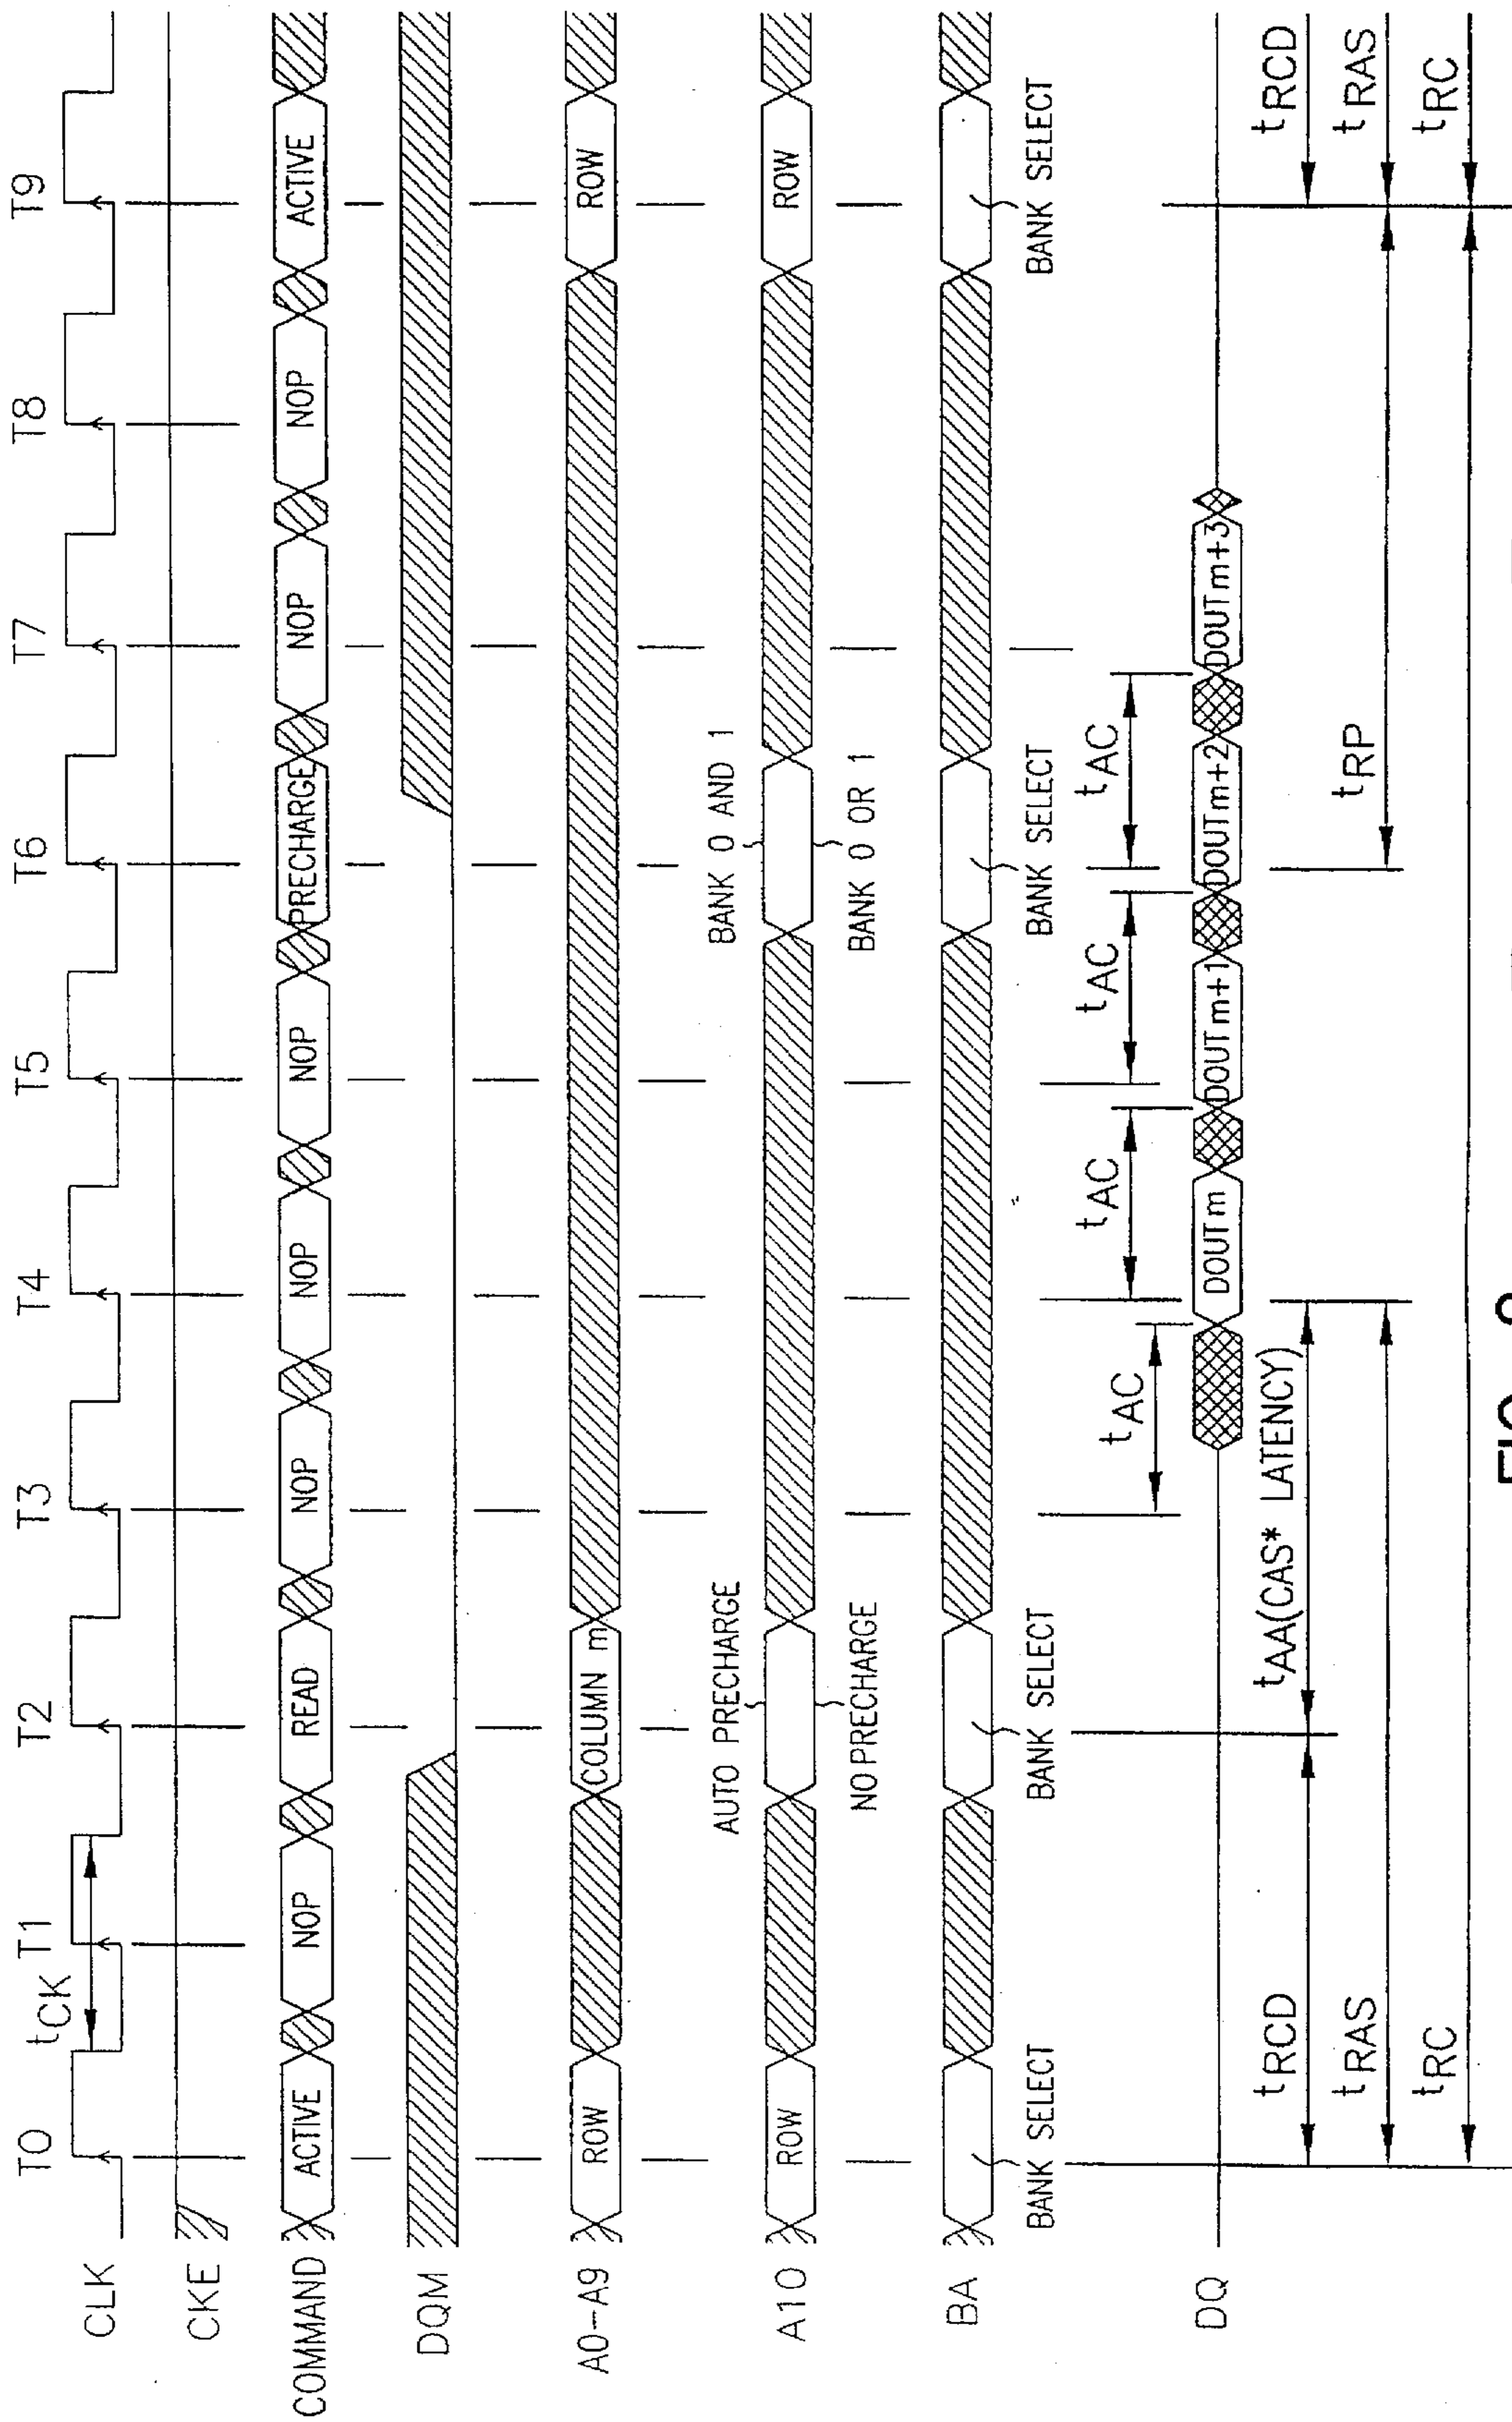 T0 T1 T2 T3 T4 T5 T6 T7 T8 T9
tCK
CLK
CKE
COMMAND ACTIVE NOP READ NOP NOP NOP PRECHARGE NOP NOP ACTIVE
DQM
A0-A9 ROW COLUMN m ROW
AUTO PRECHARGE BANK 0 AND 1
A10 ROW ROW
NO PRECHARGE BANK 0 OR 1
BA
BANK SELECT BANK SELECT BANK SELECT BANK SELECT
tAC tAC tAC tAC
DQ DOUT m DOUT m+1 DOUT m+2 DOUT m+3
tRCD tAA(CAS* LATENCY) tRCD
tRAS tRP tRAS
tRC tRC